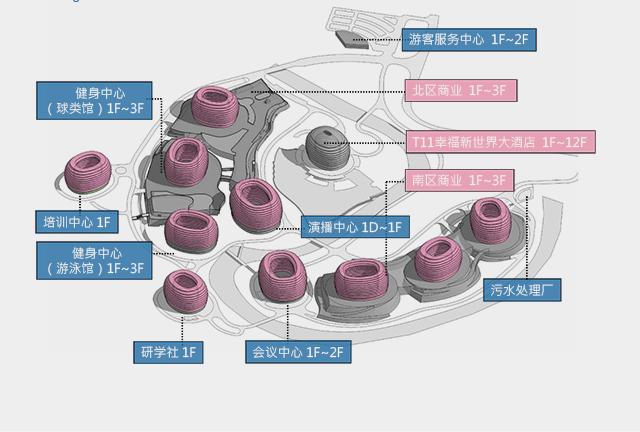 游客服务中心 1F~2F
健身中心
（球类馆）1F~3F
北区商业 1F~3F
T11幸福新世界大酒店 1F~12F
南区商业 1F~3F
培训中心 1F
演播中心 1D~1F
健身中心
（游泳馆）1F~3F
污水处理厂
研学社 1F
会议中心 1F~2F